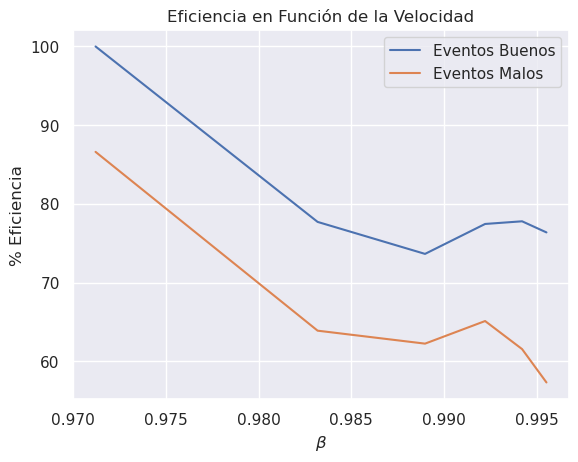 Eficiencia en Función de la Velocidad
Eventos Buenos
Eventos Malos
% Eficiencia
100
90
80
70
60
0.970 0.975 0.980 0.985 0.990 0.995
β